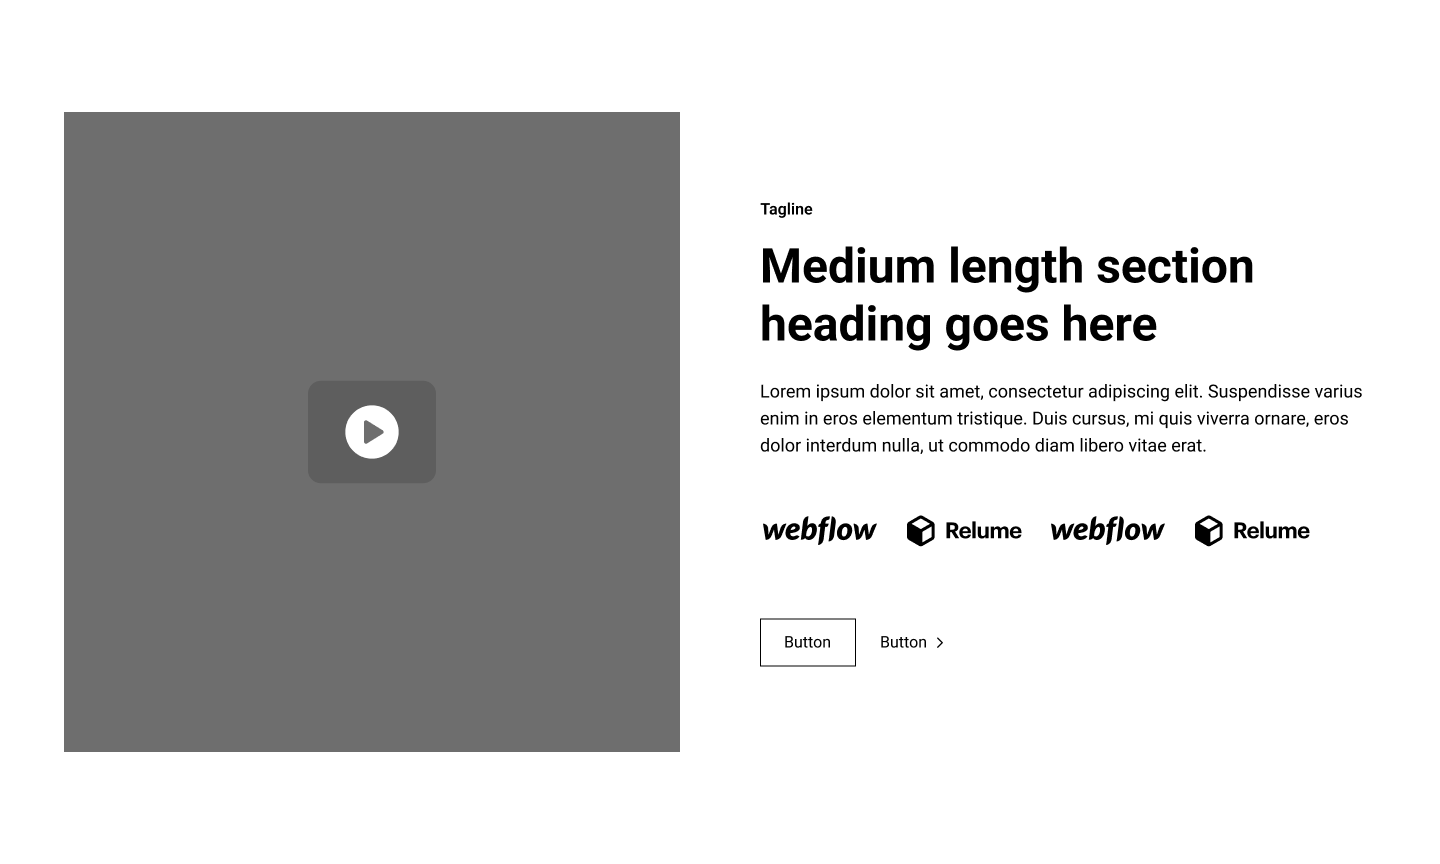 Tagline
Medium length section
heading goes here
Lorem ipsum dolor sit amet, consectetur adipiscing elit. Suspendisse varius
enim in eros elementum tristique. Duis cursus, mi quis viverra ornare, eros
dolor interdum nulla, ut commodo diam libero vitae erat.
webflow Relume webflow Relume
Button Button